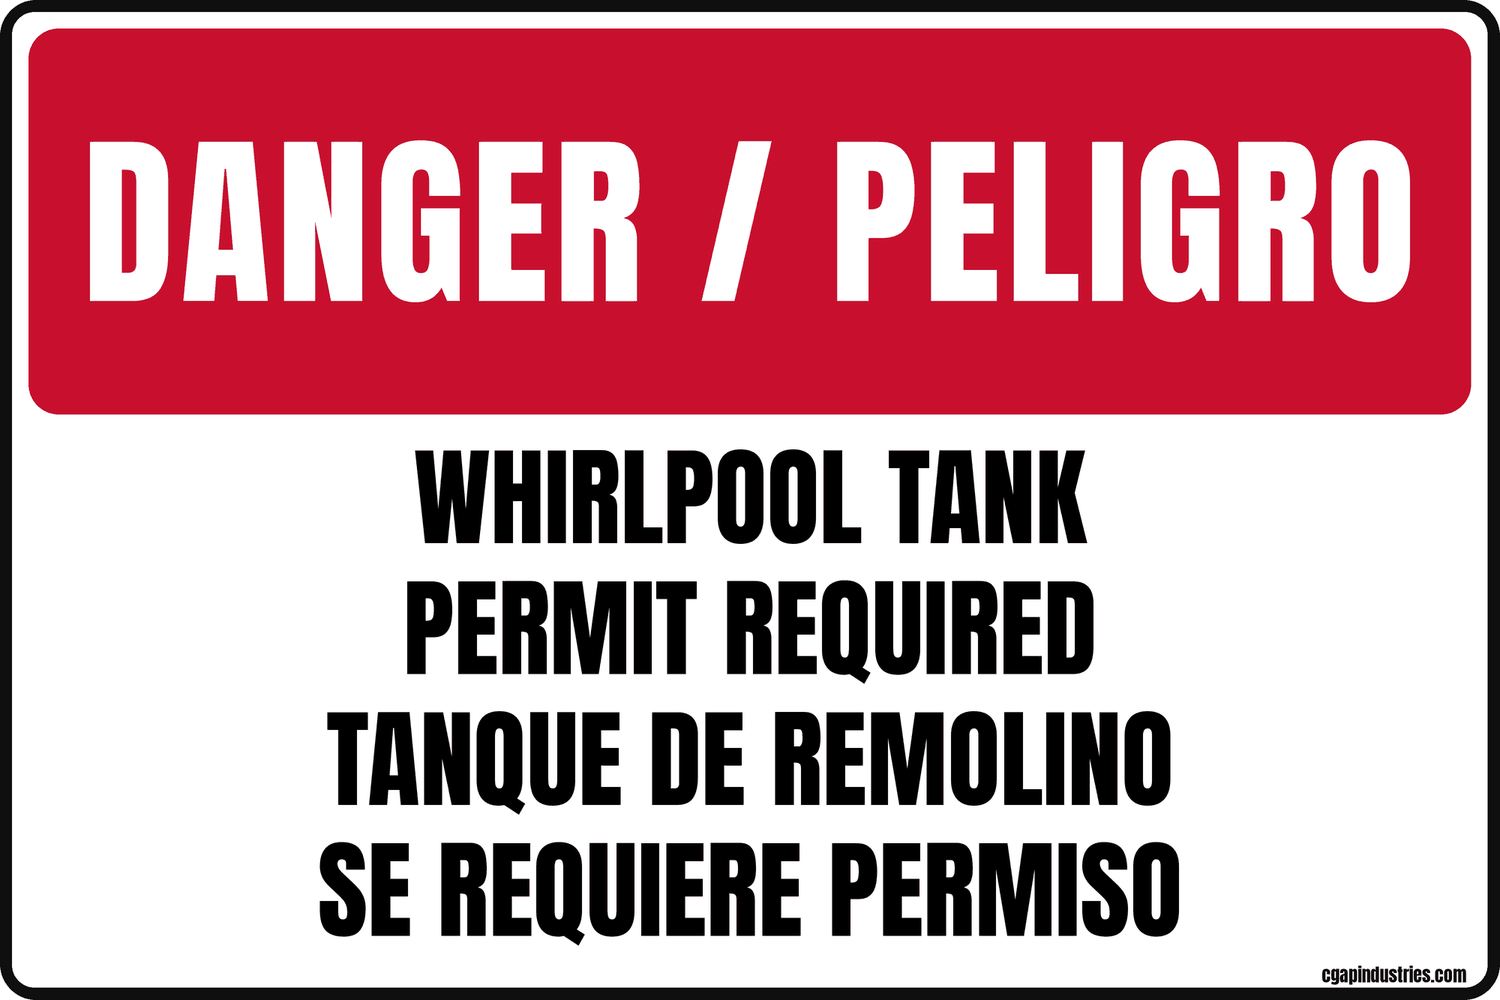 DANGER / PELIGRO
WHIRLPOOL TANK
PERMIT REQUIRED
TANQUE DE REMOLINO
SE REQUIERE PERMISO
cgapindustries.com